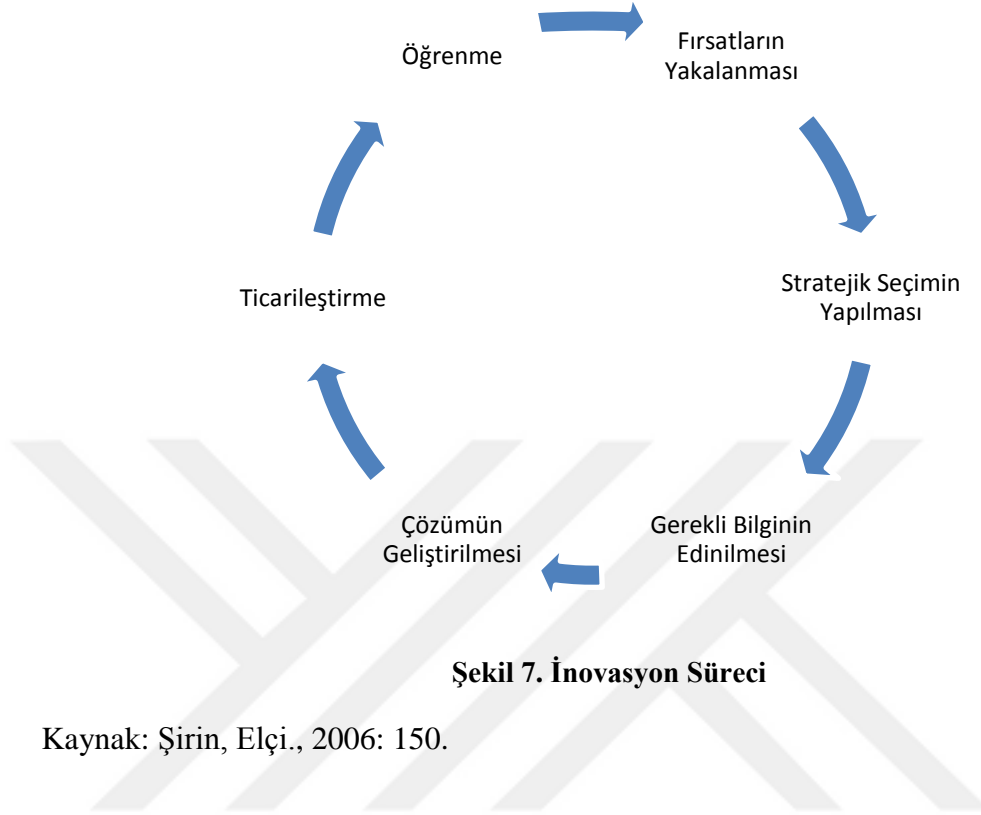 Öğrenme
Fırsatların
Yakalanması
Stratejik Seçimin
Yapılması
Gerekli Bilginin
Edinilmesi
Çözümün
Geliştirilmesi
Ticarileştirme
Şekil 7. İnovasyon Süreci
Kaynak: Şirin, Elçi., 2006: 150.